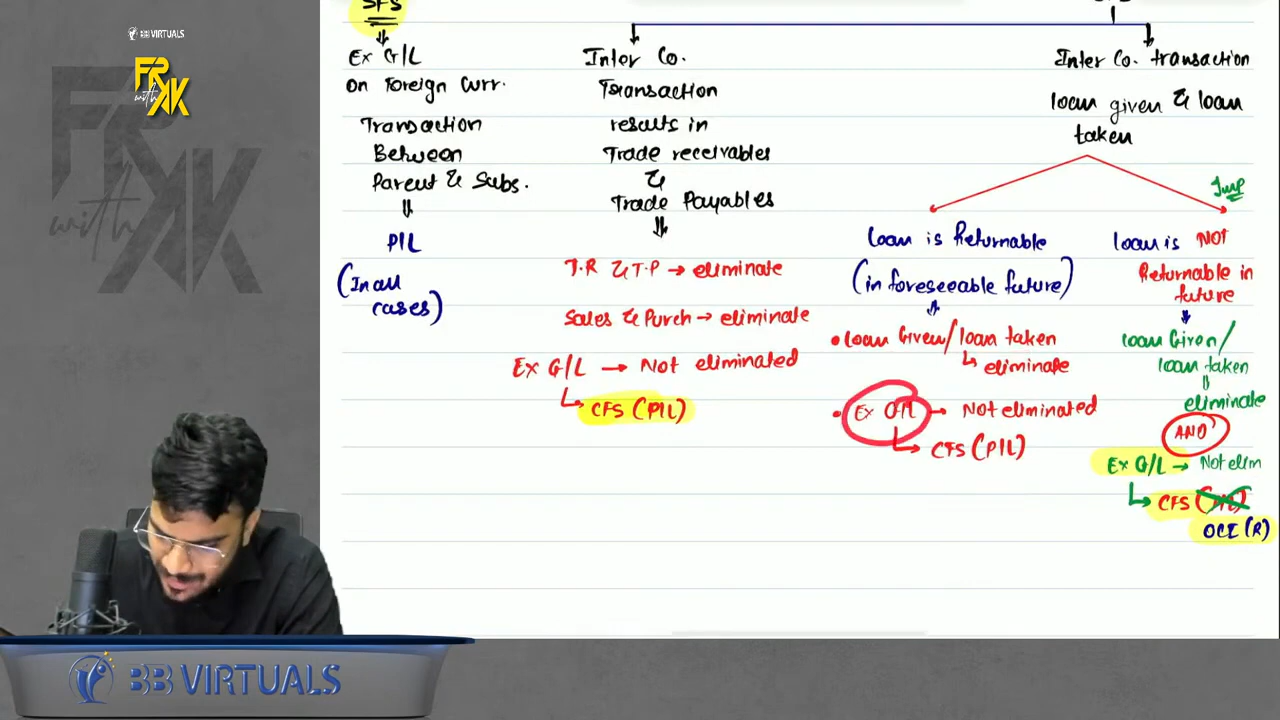 BB VIRTUALS
FR
with
AK
FR
with
AK
SFS
Ex G/L
on Foreign Curr.
Transaction
Between
Parent & Subs.
P/L
(In all
cases)
Inter Co.
Transaction
results in
Trade receivables
&
Trade Payables
T.R & T.P → eliminate
Sales & Purch → eliminate
Ex G/L → Not eliminated
CFS (P/L)
Inter Co. transaction
loan given & loan
taken
Loan is Returnable
(in foreseeable future)
• Loan Given/loan taken
eliminate
• Ex G/L → Not eliminated
CFS (P/L)
Imp
Loan is NOT
Returnable in
future
Loan Given/
loan taken
eliminate
AND
Ex G/L → Not elim
CFS (P/L)
OCI (R)
BB VIRTUALS